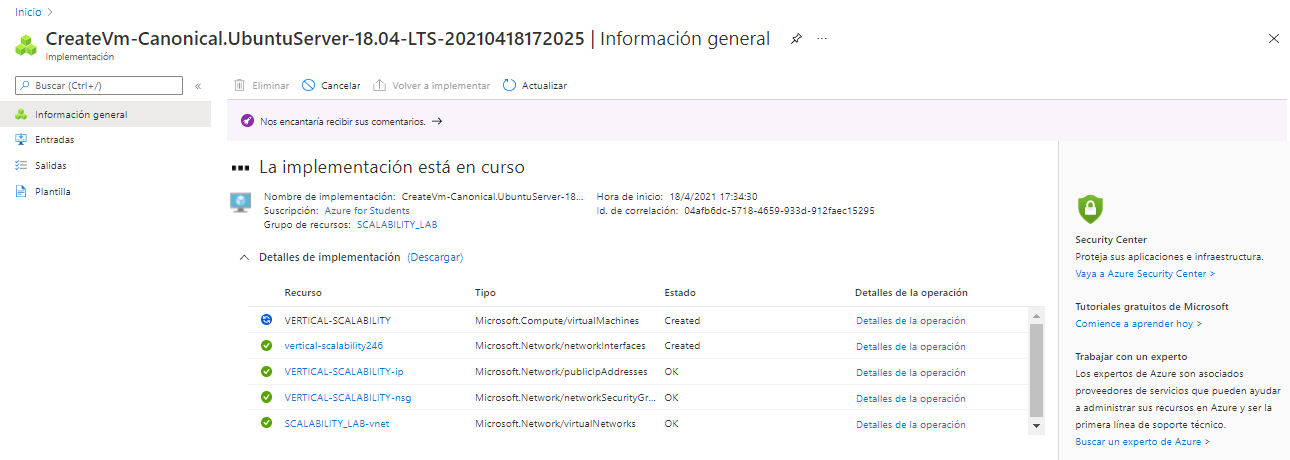 Inicio >
CreateVm-Canonical.UbuntuServer-18.04-LTS-20210418172025 | Información general
Implementación
Buscar (Ctrl+/)
Información general
Entradas
Salidas
Plantilla
Eliminar Cancelar Volver a implementar Actualizar
Nos encantaría recibir sus comentarios. →
La implementación está en curso
Nombre de implementación: CreateVm-Canonical.UbuntuServer-18... Hora de inicio: 18/4/2021 17:34:30
Suscripción: Azure for Students Id. de correlación: 04afb6dc-5718-4659-933d-912faec15295
Grupo de recursos: SCALABILITY_LAB
Detalles de implementación (Descargar)
Recurso Tipo Estado Detalles de la operación
VERTICAL-SCALABILITY Microsoft.Compute/virtualMachines Created Detalles de la operación
vertical-scalability246 Microsoft.Network/networkInterfaces Created Detalles de la operación
VERTICAL-SCALABILITY-ip Microsoft.Network/publicIpAddresses OK Detalles de la operación
VERTICAL-SCALABILITY-nsg Microsoft.Network/networkSecurityGr... OK Detalles de la operación
SCALABILITY_LAB-vnet Microsoft.Network/virtualNetworks OK Detalles de la operación
Security Center
Proteja sus aplicaciones e infraestructura.
Vaya a Azure Security Center >
Tutoriales gratuitos de Microsoft
Comience a aprender hoy >
Trabajar con un experto
Los expertos de Azure son asociados
proveedores de servicios que pueden ayudar
a administrar sus recursos en Azure y ser la
primera línea de soporte técnico.
Buscar un experto de Azure >